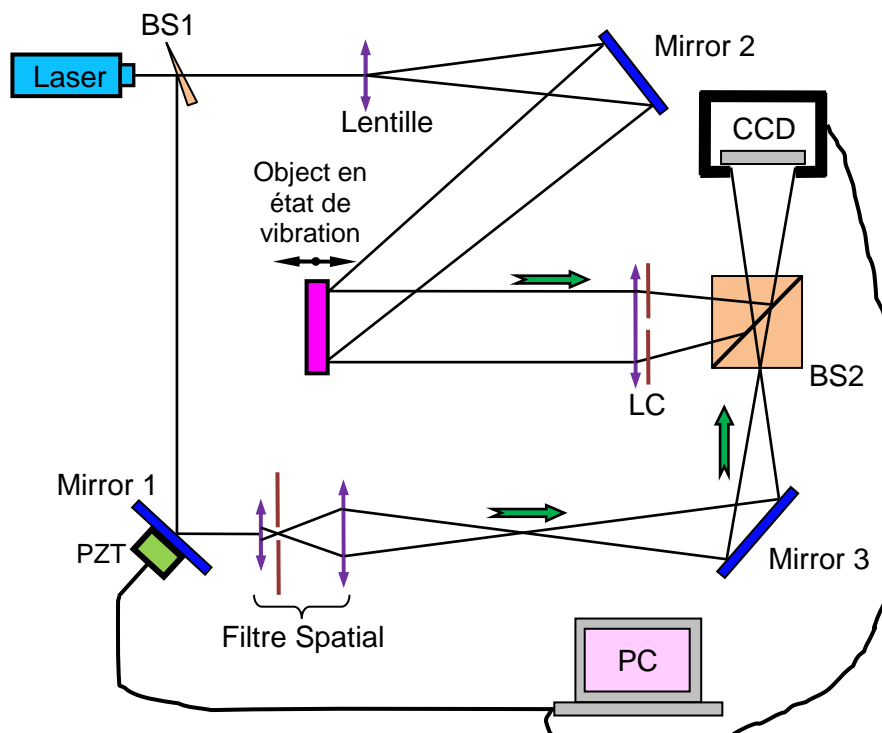 BS1
Laser
Mirror 2
Lentille
CCD
Object en
état de
vibration
BS2
LC
Mirror 1
PZT
Mirror 3
Filtre Spatial
PC